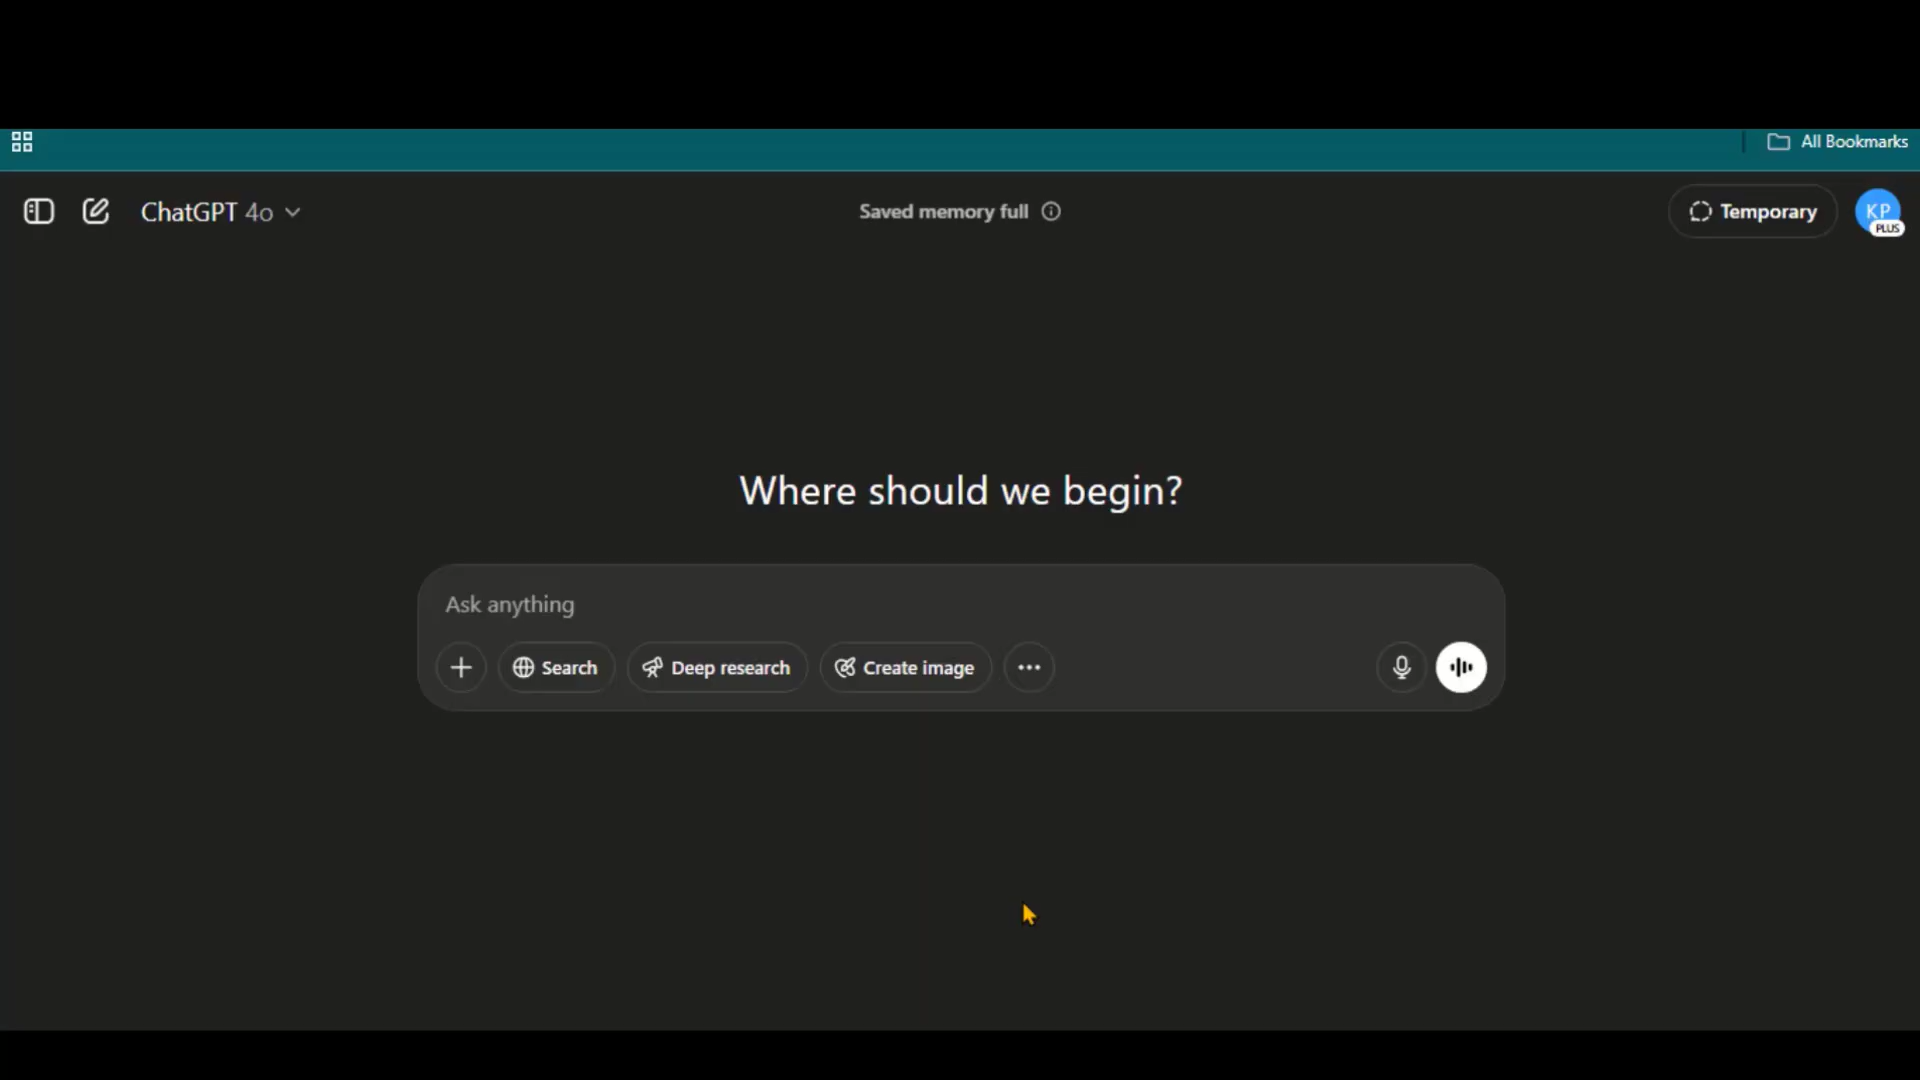 All Bookmarks
ChatGPT 4o
Saved memory full
Temporary
KP
PLUS
Where should we begin?
Ask anything
Search
Deep research
Create image